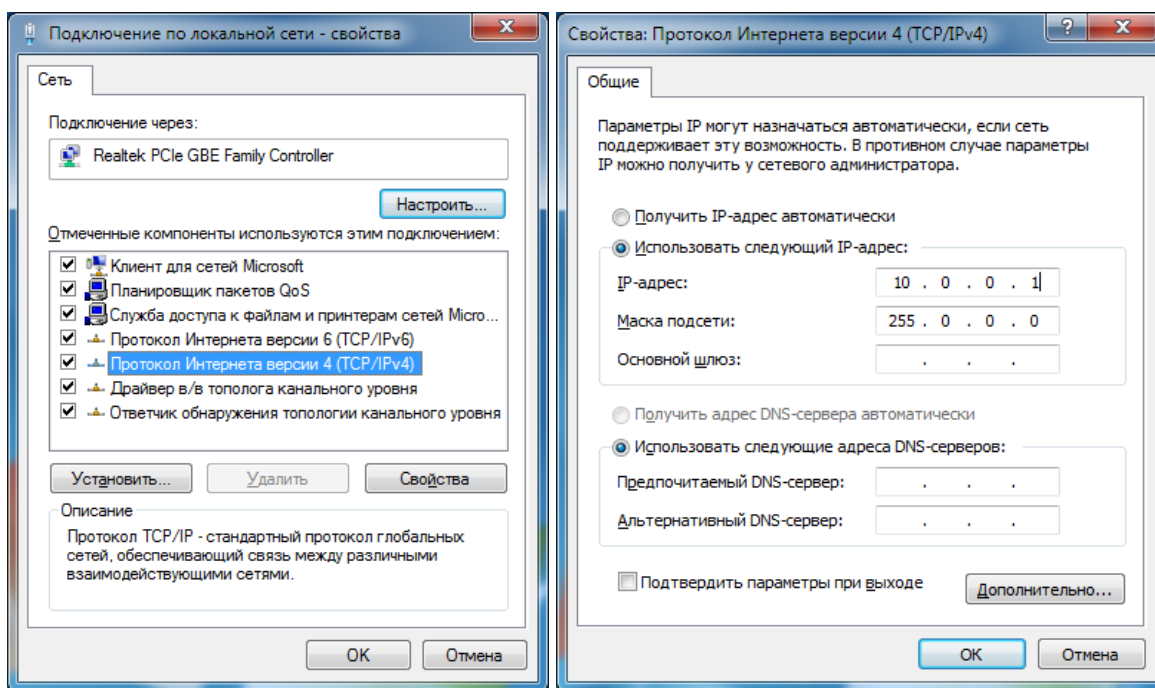 Подключение по локальной сети - свойства
Сеть
Подключение через:
Realtek PCIe GBE Family Controller
Настроить...
Отмеченные компоненты используются этим подключением:
Клиент для сетей Microsoft
Планировщик пакетов QoS
Служба доступа к файлам и принтерам сетей Micro...
Протокол Интернета версии 6 (TCP/IPv6)
Протокол Интернета версии 4 (TCP/IPv4)
Драйвер в/в тополога канального уровня
Ответчик обнаружения топологии канального уровня
Установить...
Удалить
Свойства
Описание
Протокол TCP/IP - стандартный протокол глобальных
сетей, обеспечивающий связь между различными
взаимодействующими сетями.
OK
Отмена
Свойства: Протокол Интернета версии 4 (TCP/IPv4)
?
Общие
Параметры IP могут назначаться автоматически, если сеть
поддерживает эту возможность. В противном случае параметры
IP можно получить у сетевого администратора.
Получить IP-адрес автоматически
Использовать следующий IP-адрес:
IP-адрес:
10 . 0 . 0 . 1
Маска подсети:
255 . 0 . 0 . 0
Основной шлюз:
. . .
Получить адрес DNS-сервера автоматически
Использовать следующие адреса DNS-серверов:
Предпочитаемый DNS-сервер:
. . .
Альтернативный DNS-сервер:
. . .
Подтвердить параметры при выходе
Дополнительно...
OK
Отмена